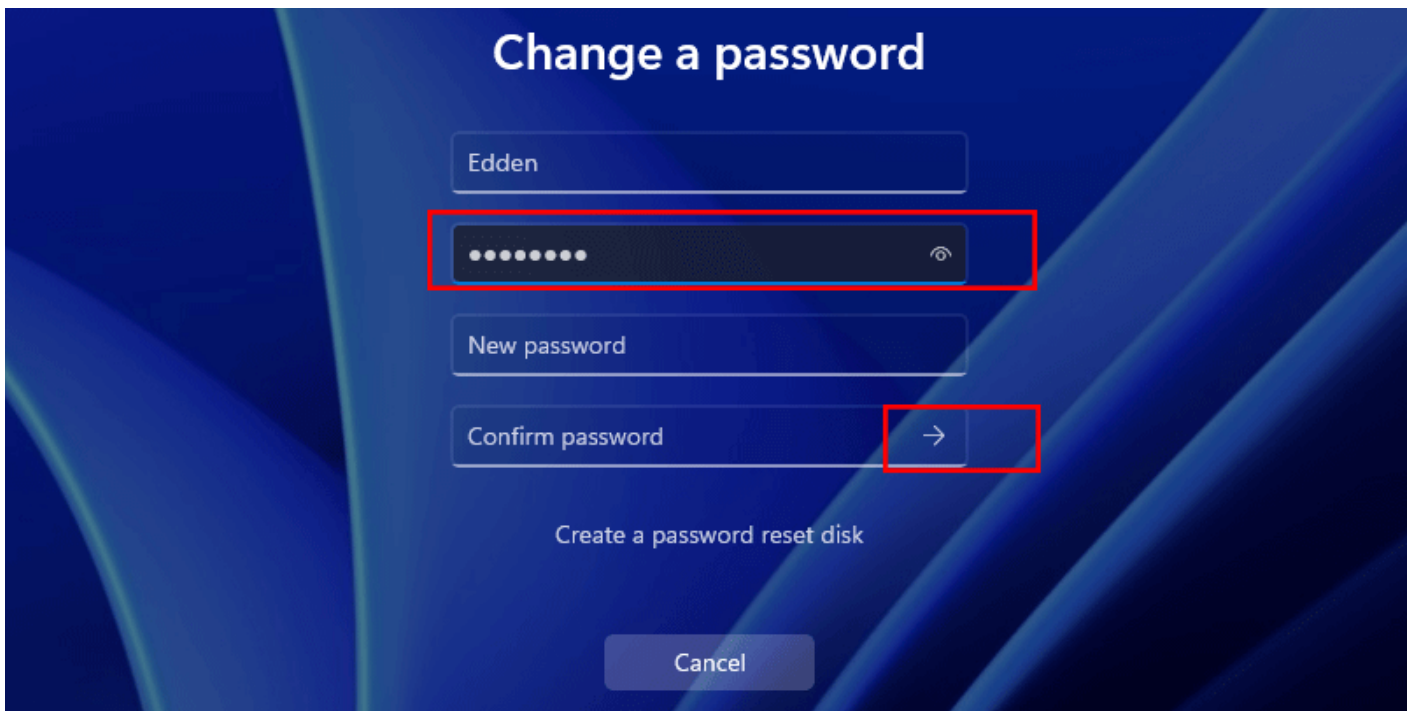 Change a password
Edden
●●●●●●●●
New password
Confirm password
Create a password reset disk
Cancel